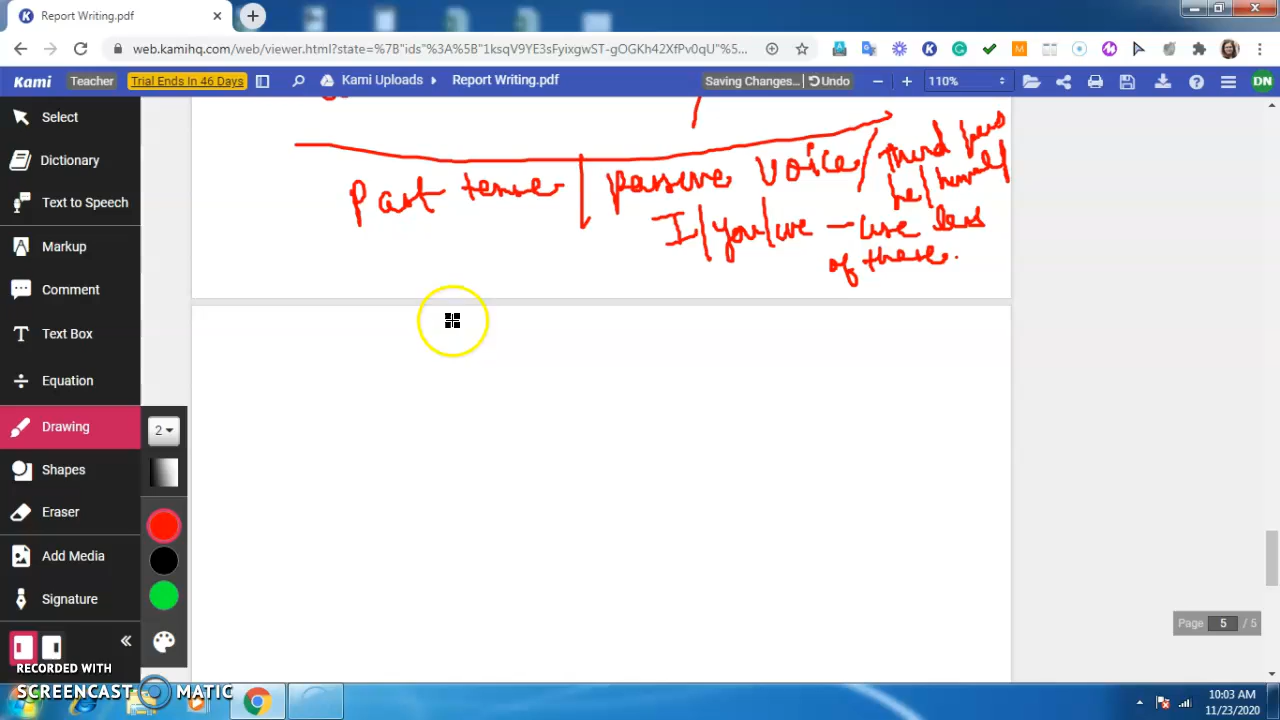 Report Writing.pdf
web.kamihq.com/web/viewer.html?state=%7B"ids"%3A%5B"1ksqV9YE3sFyixgwST-gOGKh42XfPv0qU"%...
Kami Teacher Trial Ends In 46 Days Kami Uploads Report Writing.pdf Saving Changes... Undo 110% DN
Select
Dictionary
Text to Speech
Markup
Comment
Text Box
Equation
Drawing
Shapes
Eraser
Add Media
Signature
2
Past tense passive voice / third pers
he/himself
I/you/we - use less
of these.
Page 5 / 5
RECORDED WITH
SCREENCAST MATIC
10:03 AM
11/23/2020